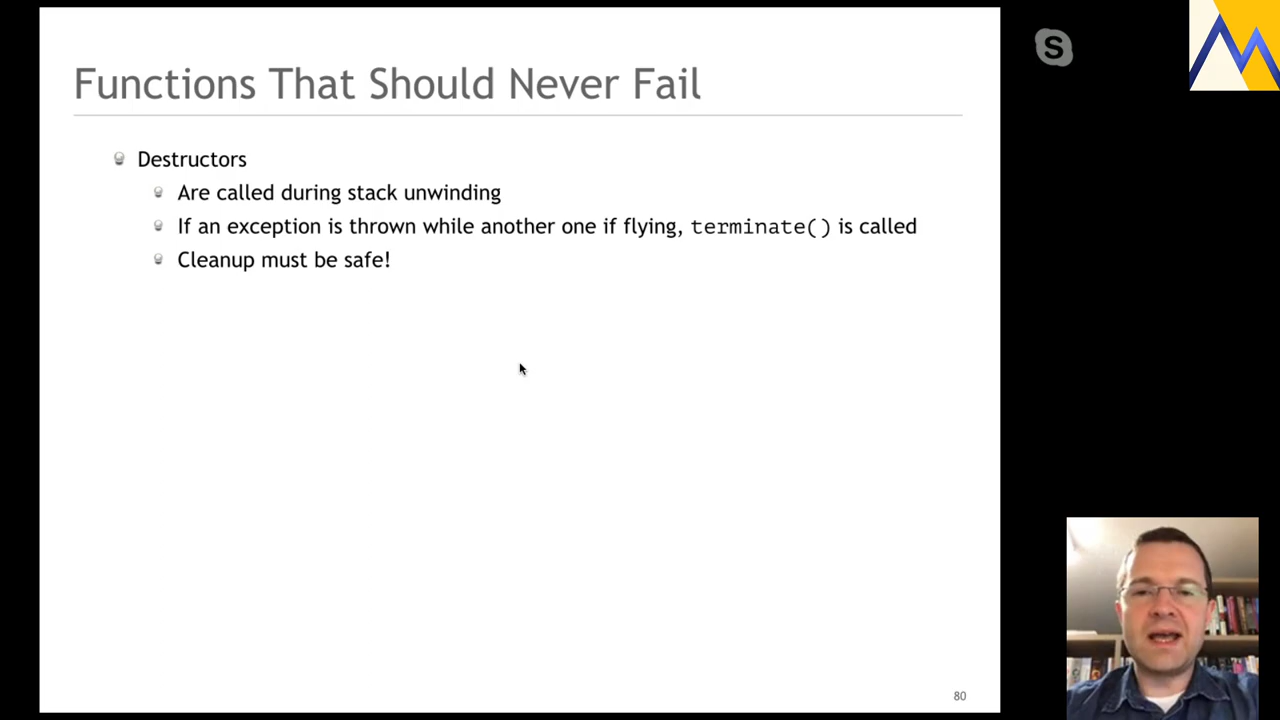 Functions That Should Never Fail
Destructors
Are called during stack unwinding
If an exception is thrown while another one if flying, terminate() is called
Cleanup must be safe!
80
S